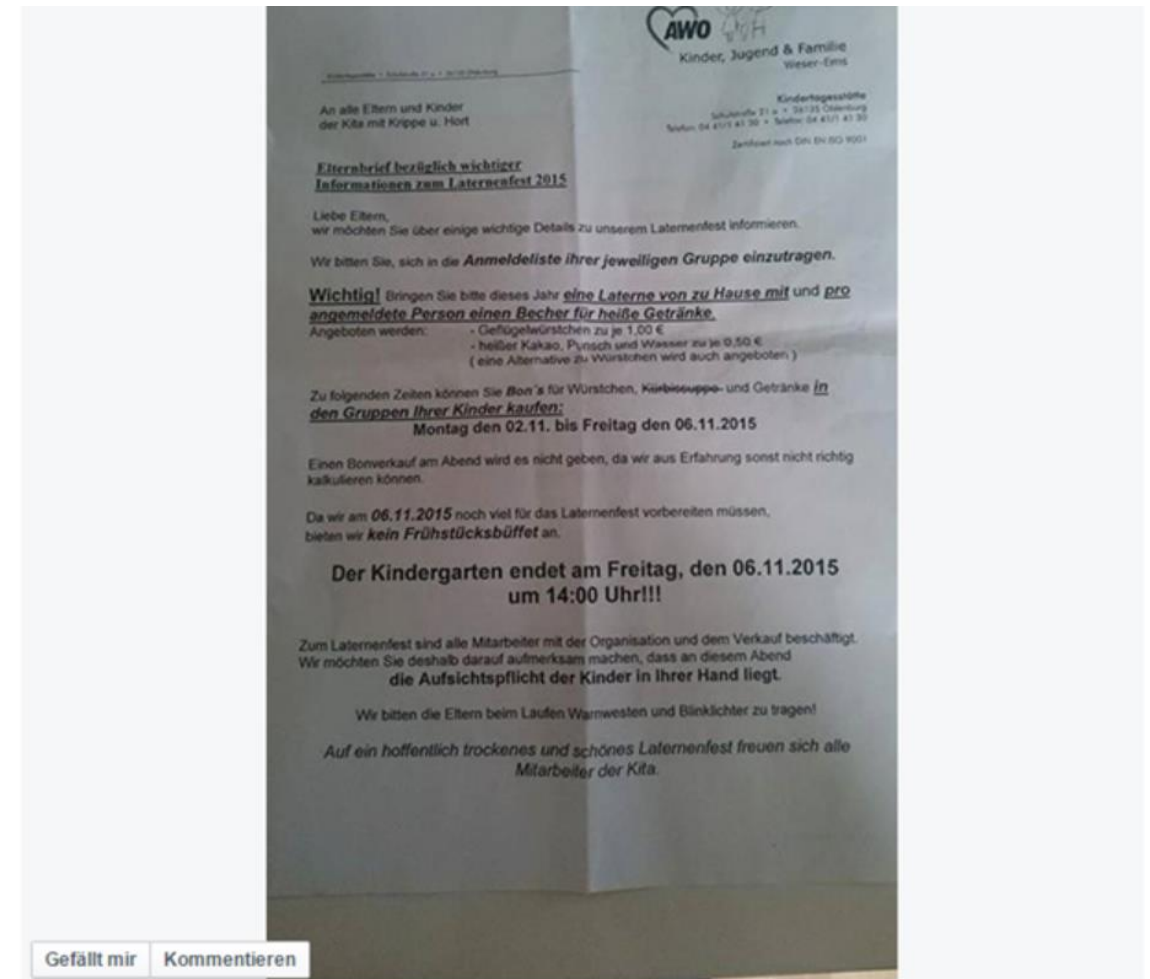 AWO
Kinder, Jugend & Familie
Weser-Ems
An alle Eltern und Kinder
der Kita mit Krippe u. Hort
Kindertagesstätte
Schulstraße 21 a • 26135 Oldenburg
Zertifiziert nach DIN EN ISO 9001
Elternbrief bezüglich wichtiger
Informationen zum Laternenfest 2015
Liebe Eltern,
wir möchten Sie über einige wichtige Details zu unserem Laternenfest informieren.
Wir bitten Sie, sich in die Anmeldeliste ihrer jeweiligen Gruppe einzutragen.
Wichtig! Bringen Sie bitte dieses Jahr eine Laterne von zu Hause mit und pro
angemeldete Person einen Becher für heiße Getränke.
Angeboten werden: - Geflügelwürstchen zu je 1,00 €
- heißer Kakao, Punsch und Wasser zu je 0,50 €
( eine Alternative zu Würstchen wird auch angeboten )
Zu folgenden Zeiten können Sie Bon´s für Würstchen, Kürbissuppe und Getränke in
den Gruppen Ihrer Kinder kaufen:
Montag den 02.11. bis Freitag den 06.11.2015
Einen Bonverkauf am Abend wird es nicht geben, da wir aus Erfahrung sonst nicht richtig
kalkulieren können.
Da wir am 06.11.2015 noch viel für das Laternenfest vorbereiten müssen,
bieten wir kein Frühstücksbüffet an.
Der Kindergarten endet am Freitag, den 06.11.2015
um 14:00 Uhr!!!
Zum Laternenfest sind alle Mitarbeiter mit der Organisation und dem Verkauf beschäftigt.
Wir möchten Sie deshalb darauf aufmerksam machen, dass an diesem Abend
die Aufsichtspflicht der Kinder in Ihrer Hand liegt.
Wir bitten die Eltern beim Laufen Warnwesten und Blinklichter zu tragen!
Auf ein hoffentlich trockenes und schönes Laternenfest freuen sich alle
Mitarbeiter der Kita.
Gefällt mir Kommentieren